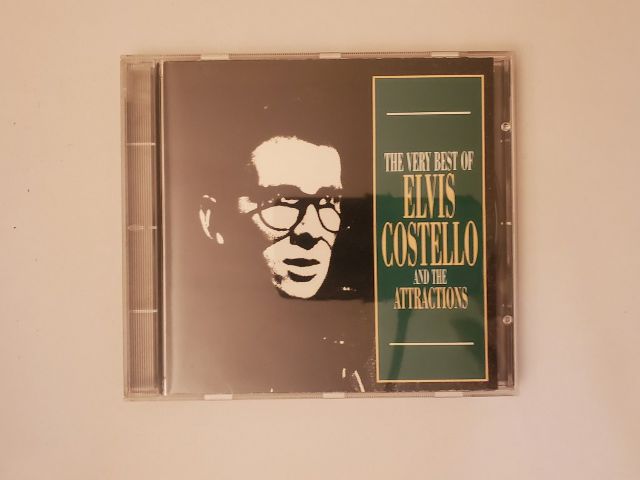 THE VERY BEST OF
ELVIS
COSTELLO
AND THE
ATTRACTIONS